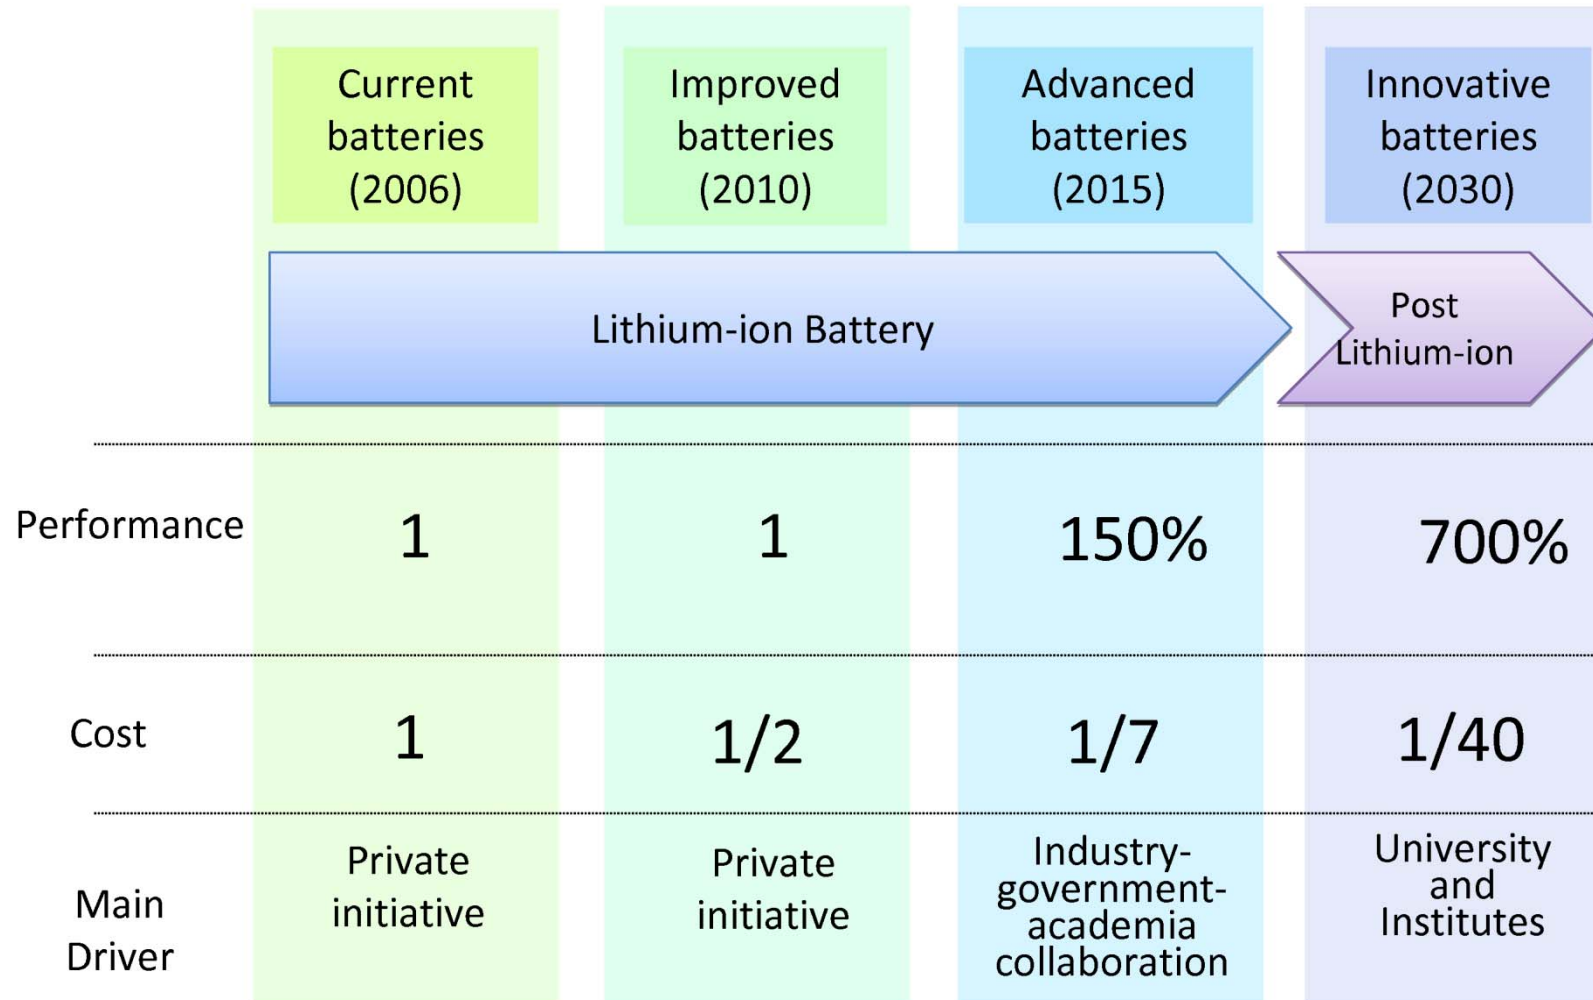 Current
batteries
(2006)
Improved
batteries
(2010)
Advanced
batteries
(2015)
Innovative
batteries
(2030)
Lithium-ion Battery
Post
Lithium-ion
Performance
1
1
150%
700%
Cost
1
1/2
1/7
1/40
Main
Driver
Private
initiative
Private
initiative
Industry-
government-
academia
collaboration
University
and
Institutes